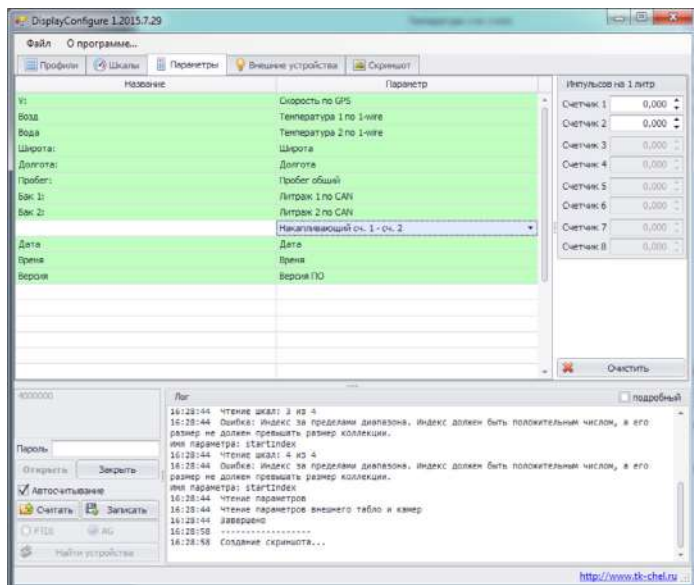 DisplayConfigure 1.2015.7.29
Файл О программе...
Профили Шкалы Параметры Внешние устройства Скриншот
Название Параметр
V: Скорость по GPS
Возд Температура 1 по 1-wire
Вода Температура 2 по 1-wire
Широта: Широта
Долгота: Долгота
Пробег: Пробег общий
Бак 1: Литраж 1 по CAN
Бак 2: Литраж 2 по CAN
Накапливающий сч. 1 - сч. 2
Дата Дата
Время Время
Версия Версия ПО
Импульсов на 1 литр
Счетчик 1 0,000
Счетчик 2 0,000
Счетчик 3 0,000
Счетчик 4 0,000
Счетчик 5 0,000
Счетчик 6 0,000
Счетчик 7 0,000
Счетчик 8 0,000
Очистить
4000000
Пароль
Открыть Закрыть
Автосчитывание
Считать Записать
FTDI AG
Найти устройства
Лог подробный
16:28:44 Чтение шкал: 3 из 4
16:28:44 Ошибка: Индекс за пределами диапазона. Индекс должен быть положительным числом, а его
размер не должен превышать размер коллекции.
Имя параметра: startIndex
16:28:44 Чтение шкал: 4 из 4
16:28:44 Ошибка: Индекс за пределами диапазона. Индекс должен быть положительным числом, а его
размер не должен превышать размер коллекции.
Имя параметра: startIndex
16:28:44 Чтение параметров
16:28:44 Чтение параметров внешнего табло и камер
16:28:44 Завершено
16:28:58 -------------------
16:28:58 Создание скриншота...
http://www.tk-chel.ru